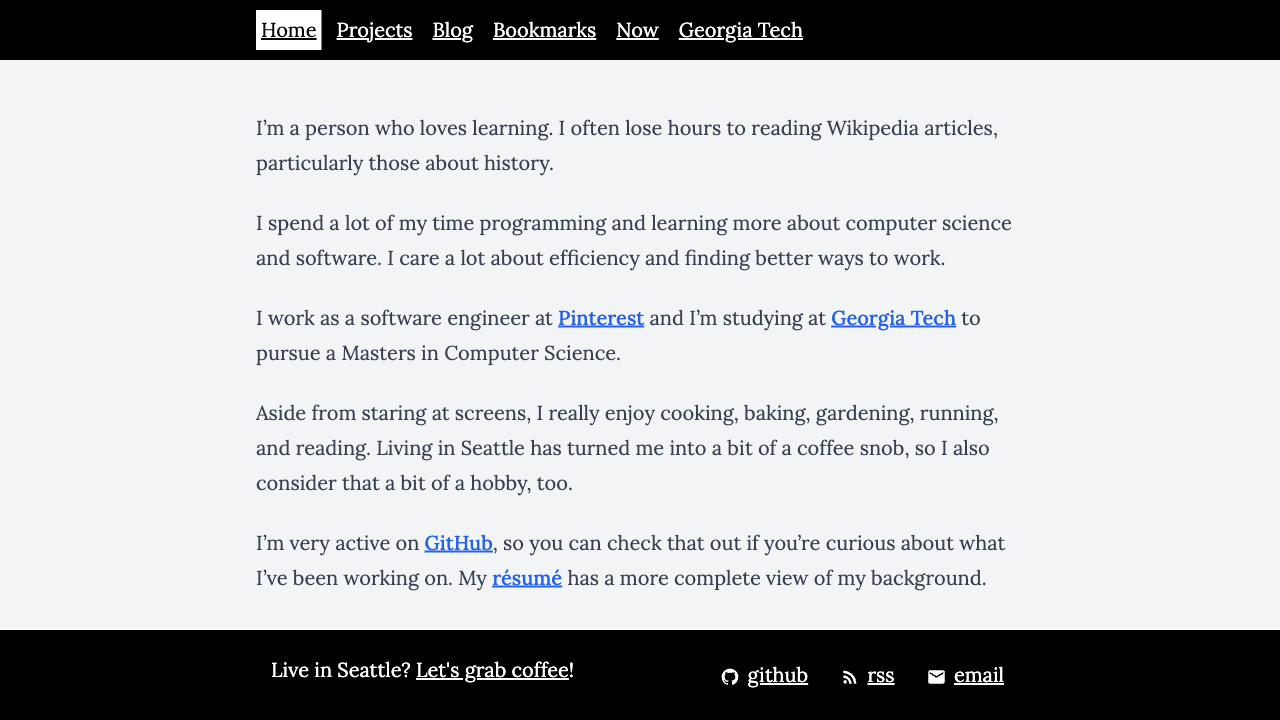 Home Projects Blog Bookmarks Now Georgia Tech
I’m a person who loves learning. I often lose hours to reading Wikipedia articles,
particularly those about history.
I spend a lot of my time programming and learning more about computer science
and software. I care a lot about efficiency and finding better ways to work.
I work as a software engineer at Pinterest and I’m studying at Georgia Tech to
pursue a Masters in Computer Science.
Aside from staring at screens, I really enjoy cooking, baking, gardening, running,
and reading. Living in Seattle has turned me into a bit of a coffee snob, so I also
consider that a bit of a hobby, too.
I’m very active on GitHub, so you can check that out if you’re curious about what
I’ve been working on. My résumé has a more complete view of my background.
Live in Seattle? Let's grab coffee!
github rss email